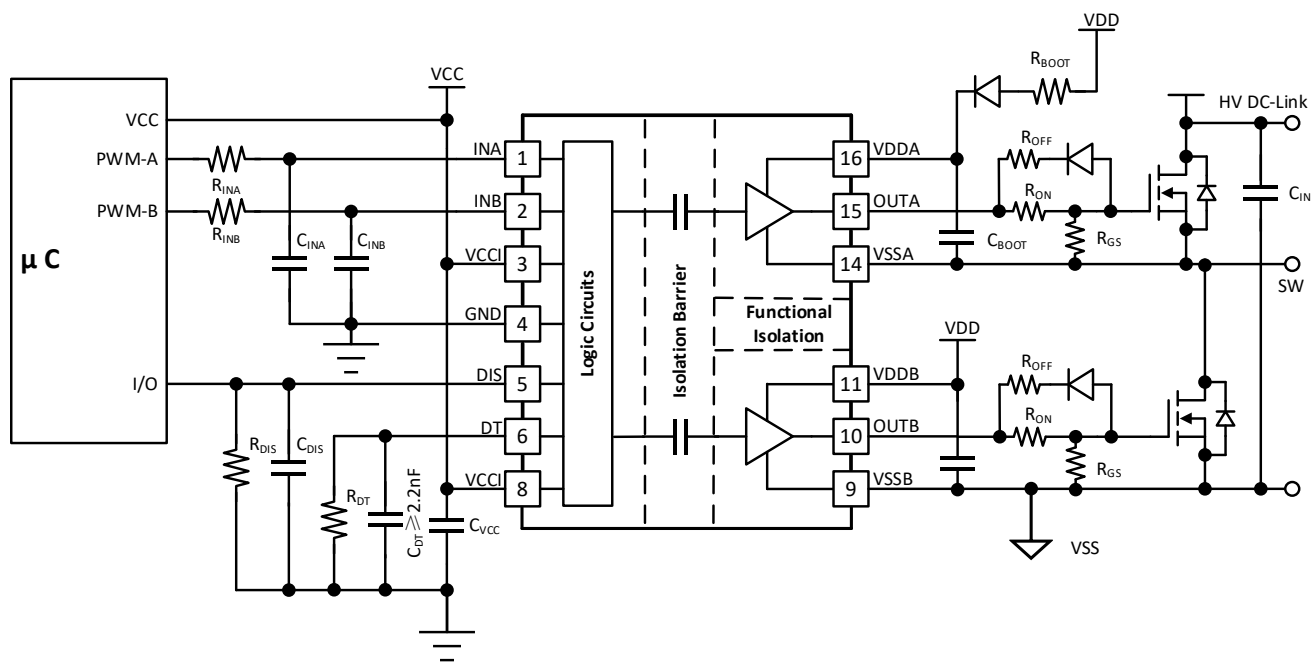 VDD
R_BOOT
VCC
HV DC-Link
VCC
PWM-A
R_INA
PWM-B
R_INB
C_INA
C_INB
μ C
I/O
R_DIS
C_DIS
R_DT
C_DT ≥ 2.2nF
C_VCC
INA
1
INB
2
VCCI
3
GND
4
DIS
5
DT
6
VCCI
8
Logic Circuits
Isolation Barrier
Functional
Isolation
16
VDDA
15
OUTA
14
VSSA
11
VDDB
10
OUTB
9
VSSB
C_BOOT
R_OFF
R_ON
R_GS
C_IN
SW
VDD
R_OFF
R_ON
R_GS
VSS